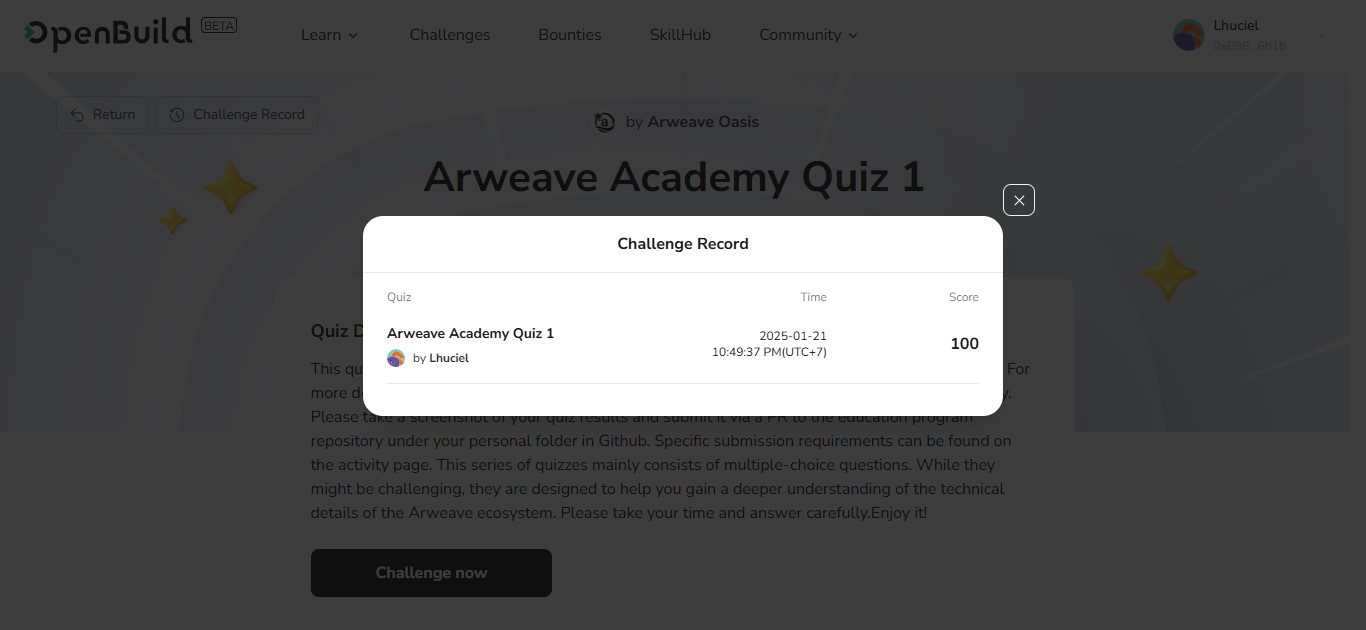 OpenBuild BETA
Learn Challenges Bounties SkillHub Community
Lhuciel
0xB98...6b1b
Return Challenge Record
by Arweave Oasis
Arweave Academy Quiz 1
Challenge Record
Quiz Time Score
Arweave Academy Quiz 1
by Lhuciel
2025-01-21
10:49:37 PM(UTC+7)
100
Quiz D
This qu For
more d y.
Please take a screenshot of your quiz results and submit it via a PR to the education program
repository under your personal folder in Github. Specific submission requirements can be found on
the activity page. This series of quizzes mainly consists of multiple-choice questions. While they
might be challenging, they are designed to help you gain a deeper understanding of the technical
details of the Arweave ecosystem. Please take your time and answer carefully.Enjoy it!
Challenge now